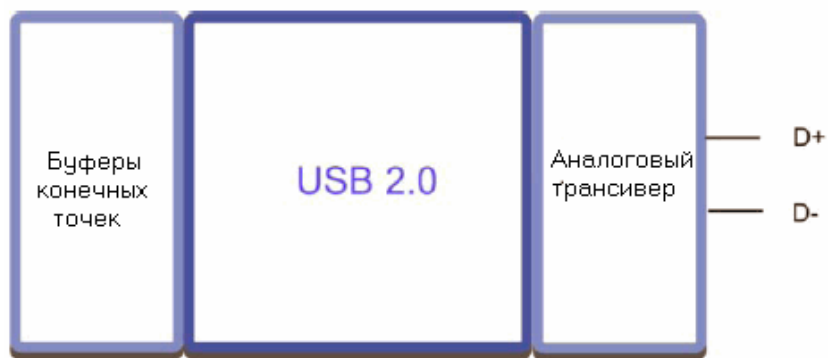 Буферы
конечных
точек
USB 2.0
Аналоговый
трансивер
D+
D-